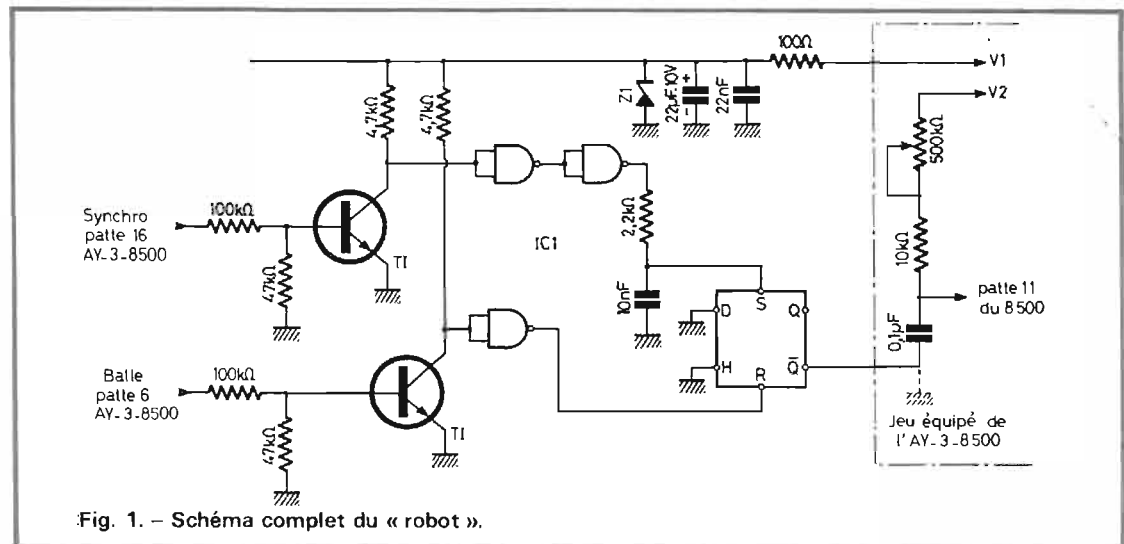 100Ω
V1
V2
4,7kΩ
4,7kΩ
Z1
22µF.10V
+
-
22nF
500kΩ
Synchro
patte 16
AY-3-8500
100kΩ
47kΩ
TI
IC1
2,2kΩ
10nF
10kΩ
patte 11
du 8500
0,1µF
D
S
Q
H
R
Q̅
Balle
patte 6
AY-3-8500
100kΩ
47kΩ
TI
Jeu équipé de
l'AY-3-8500
Fig. 1. – Schéma complet du « robot ».